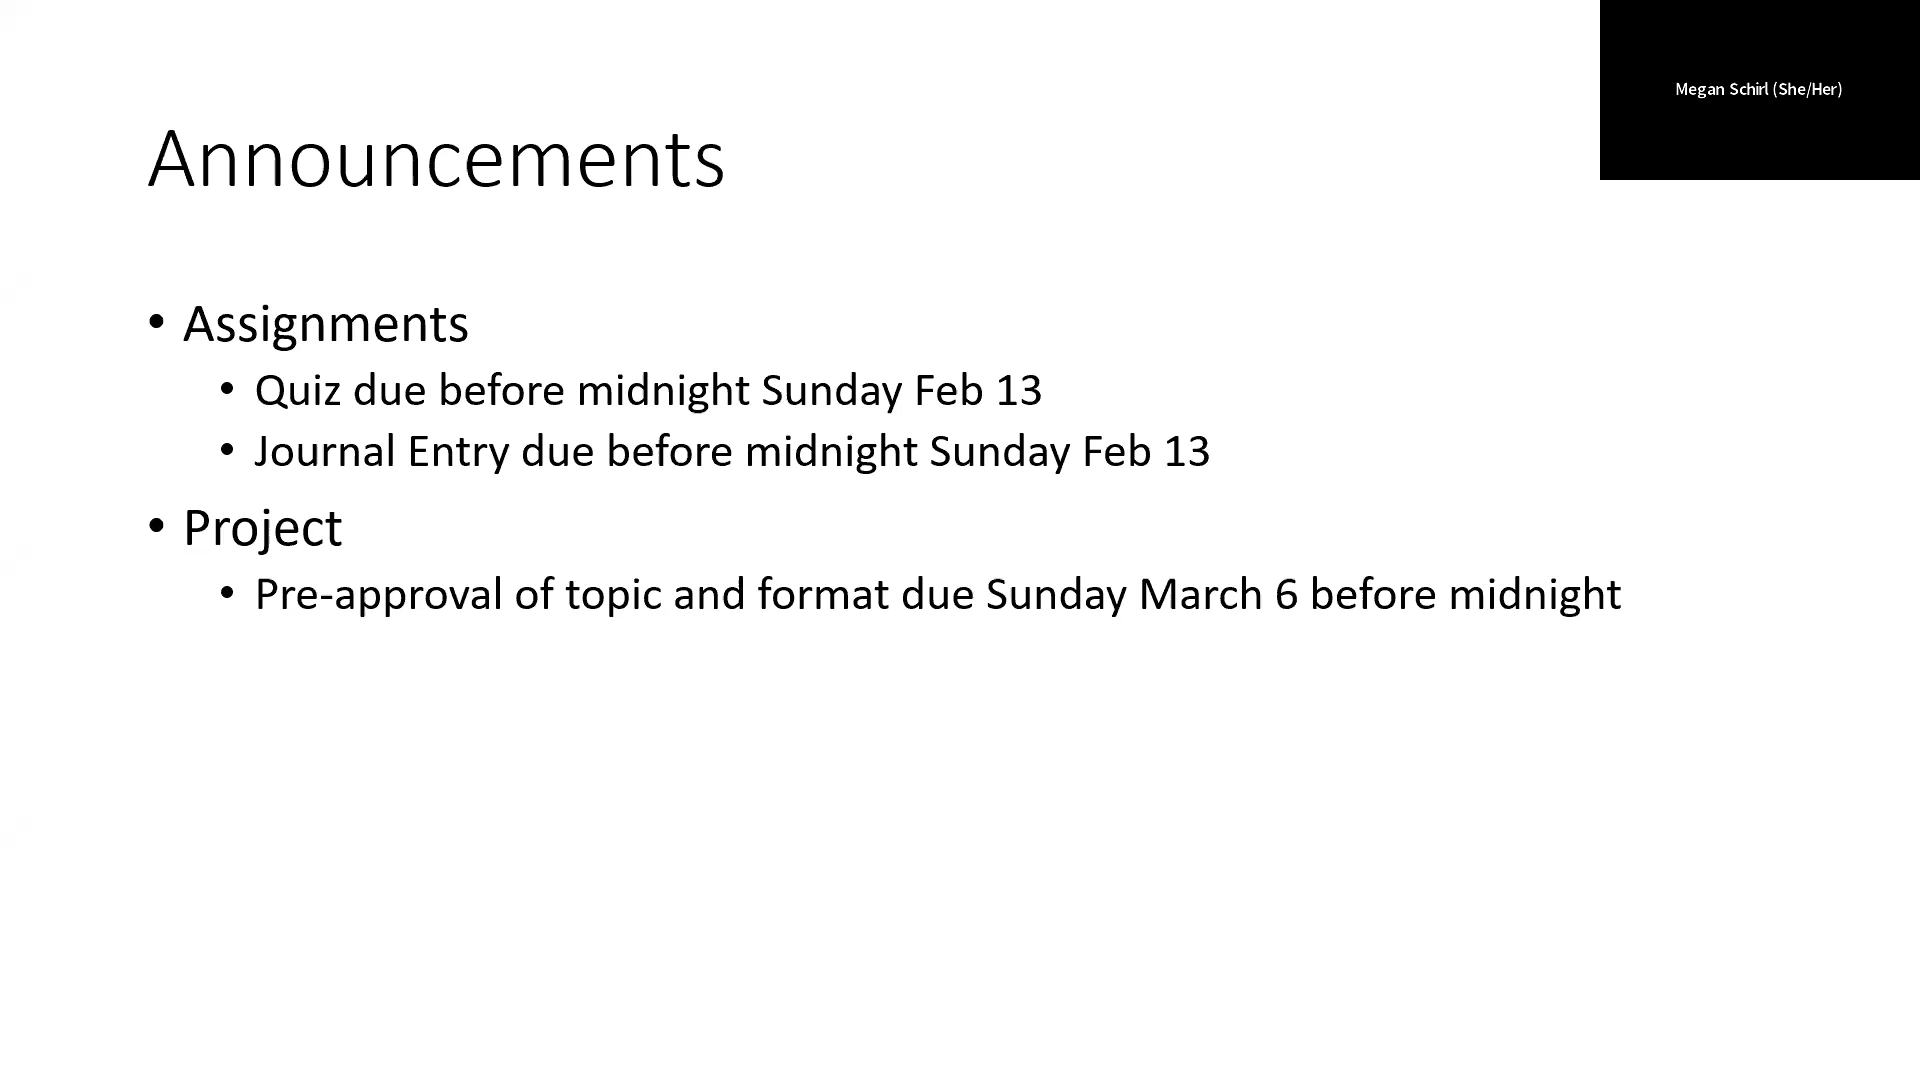 Megan Schirl (She/Her)
Announcements
• Assignments
• Quiz due before midnight Sunday Feb 13
• Journal Entry due before midnight Sunday Feb 13
• Project
• Pre-approval of topic and format due Sunday March 6 before midnight